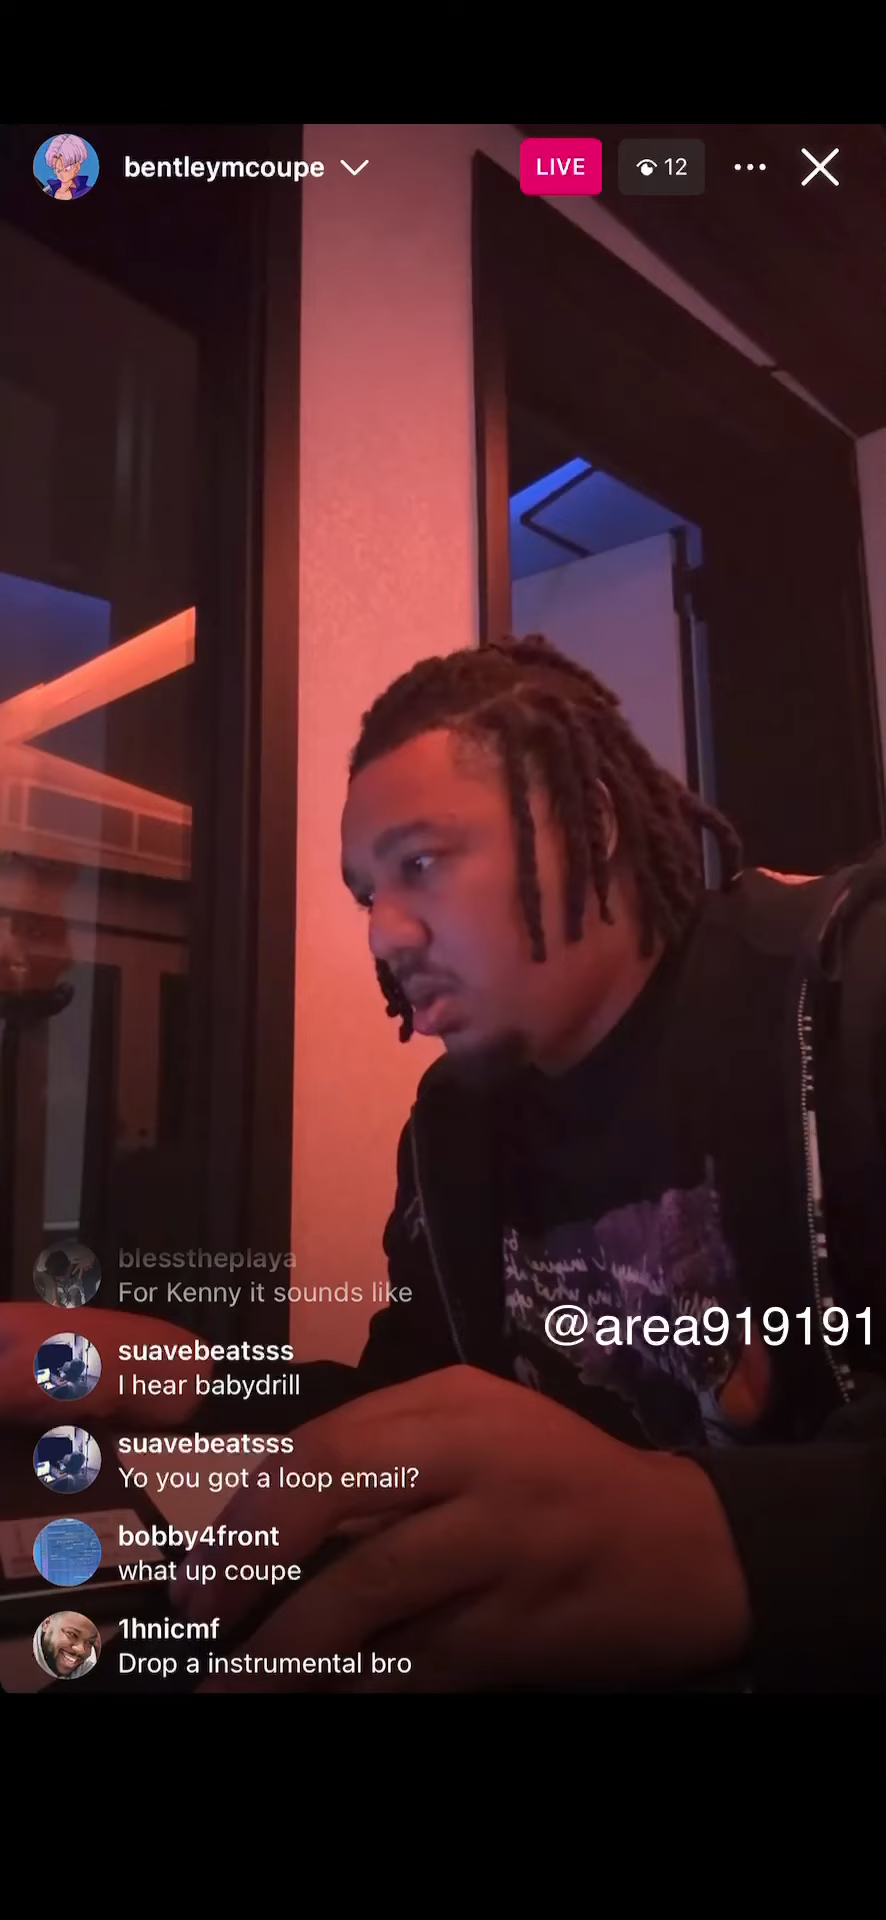 bentleymcoupe
LIVE
12
blesstheplaya
For Kenny it sounds like
suavebeatsss
I hear babydrill
@area919191
suavebeatsss
Yo you got a loop email?
bobby4front
what up coupe
1hnicmf
Drop a instrumental bro